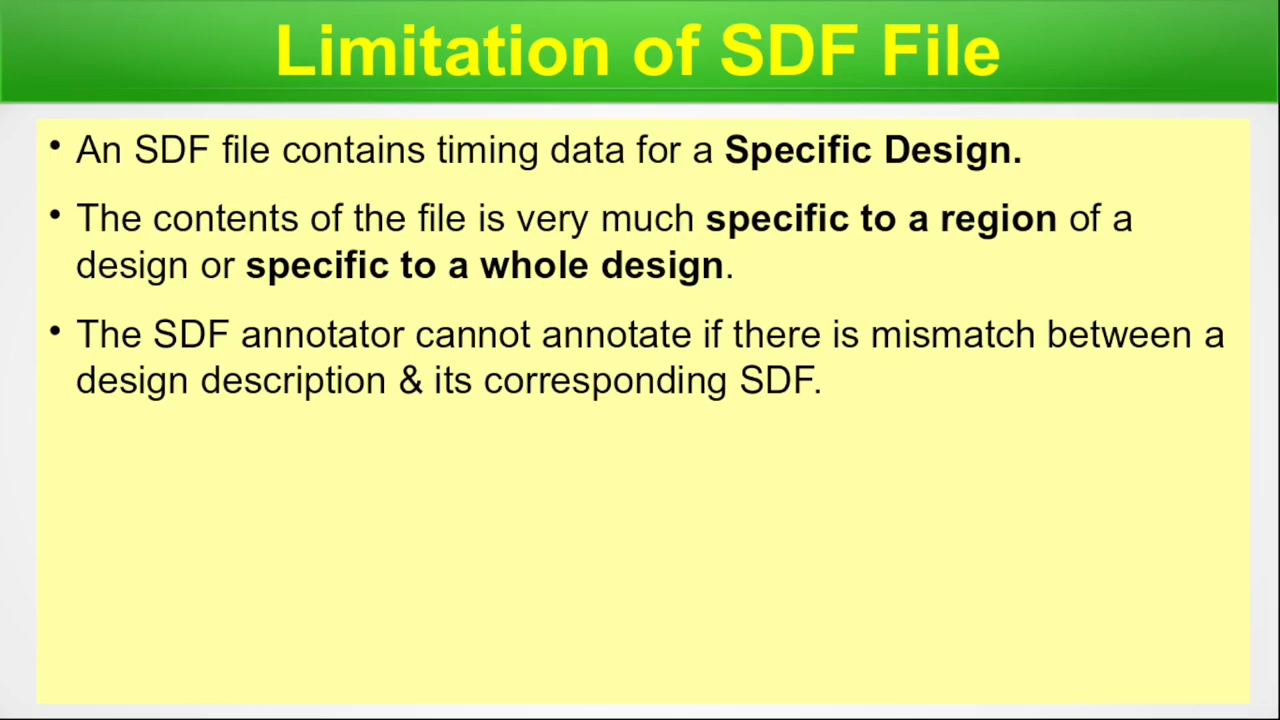 Limitation of SDF File
• An SDF file contains timing data for a Specific Design.
• The contents of the file is very much specific to a region of a
design or specific to a whole design.
• The SDF annotator cannot annotate if there is mismatch between a
design description & its corresponding SDF.